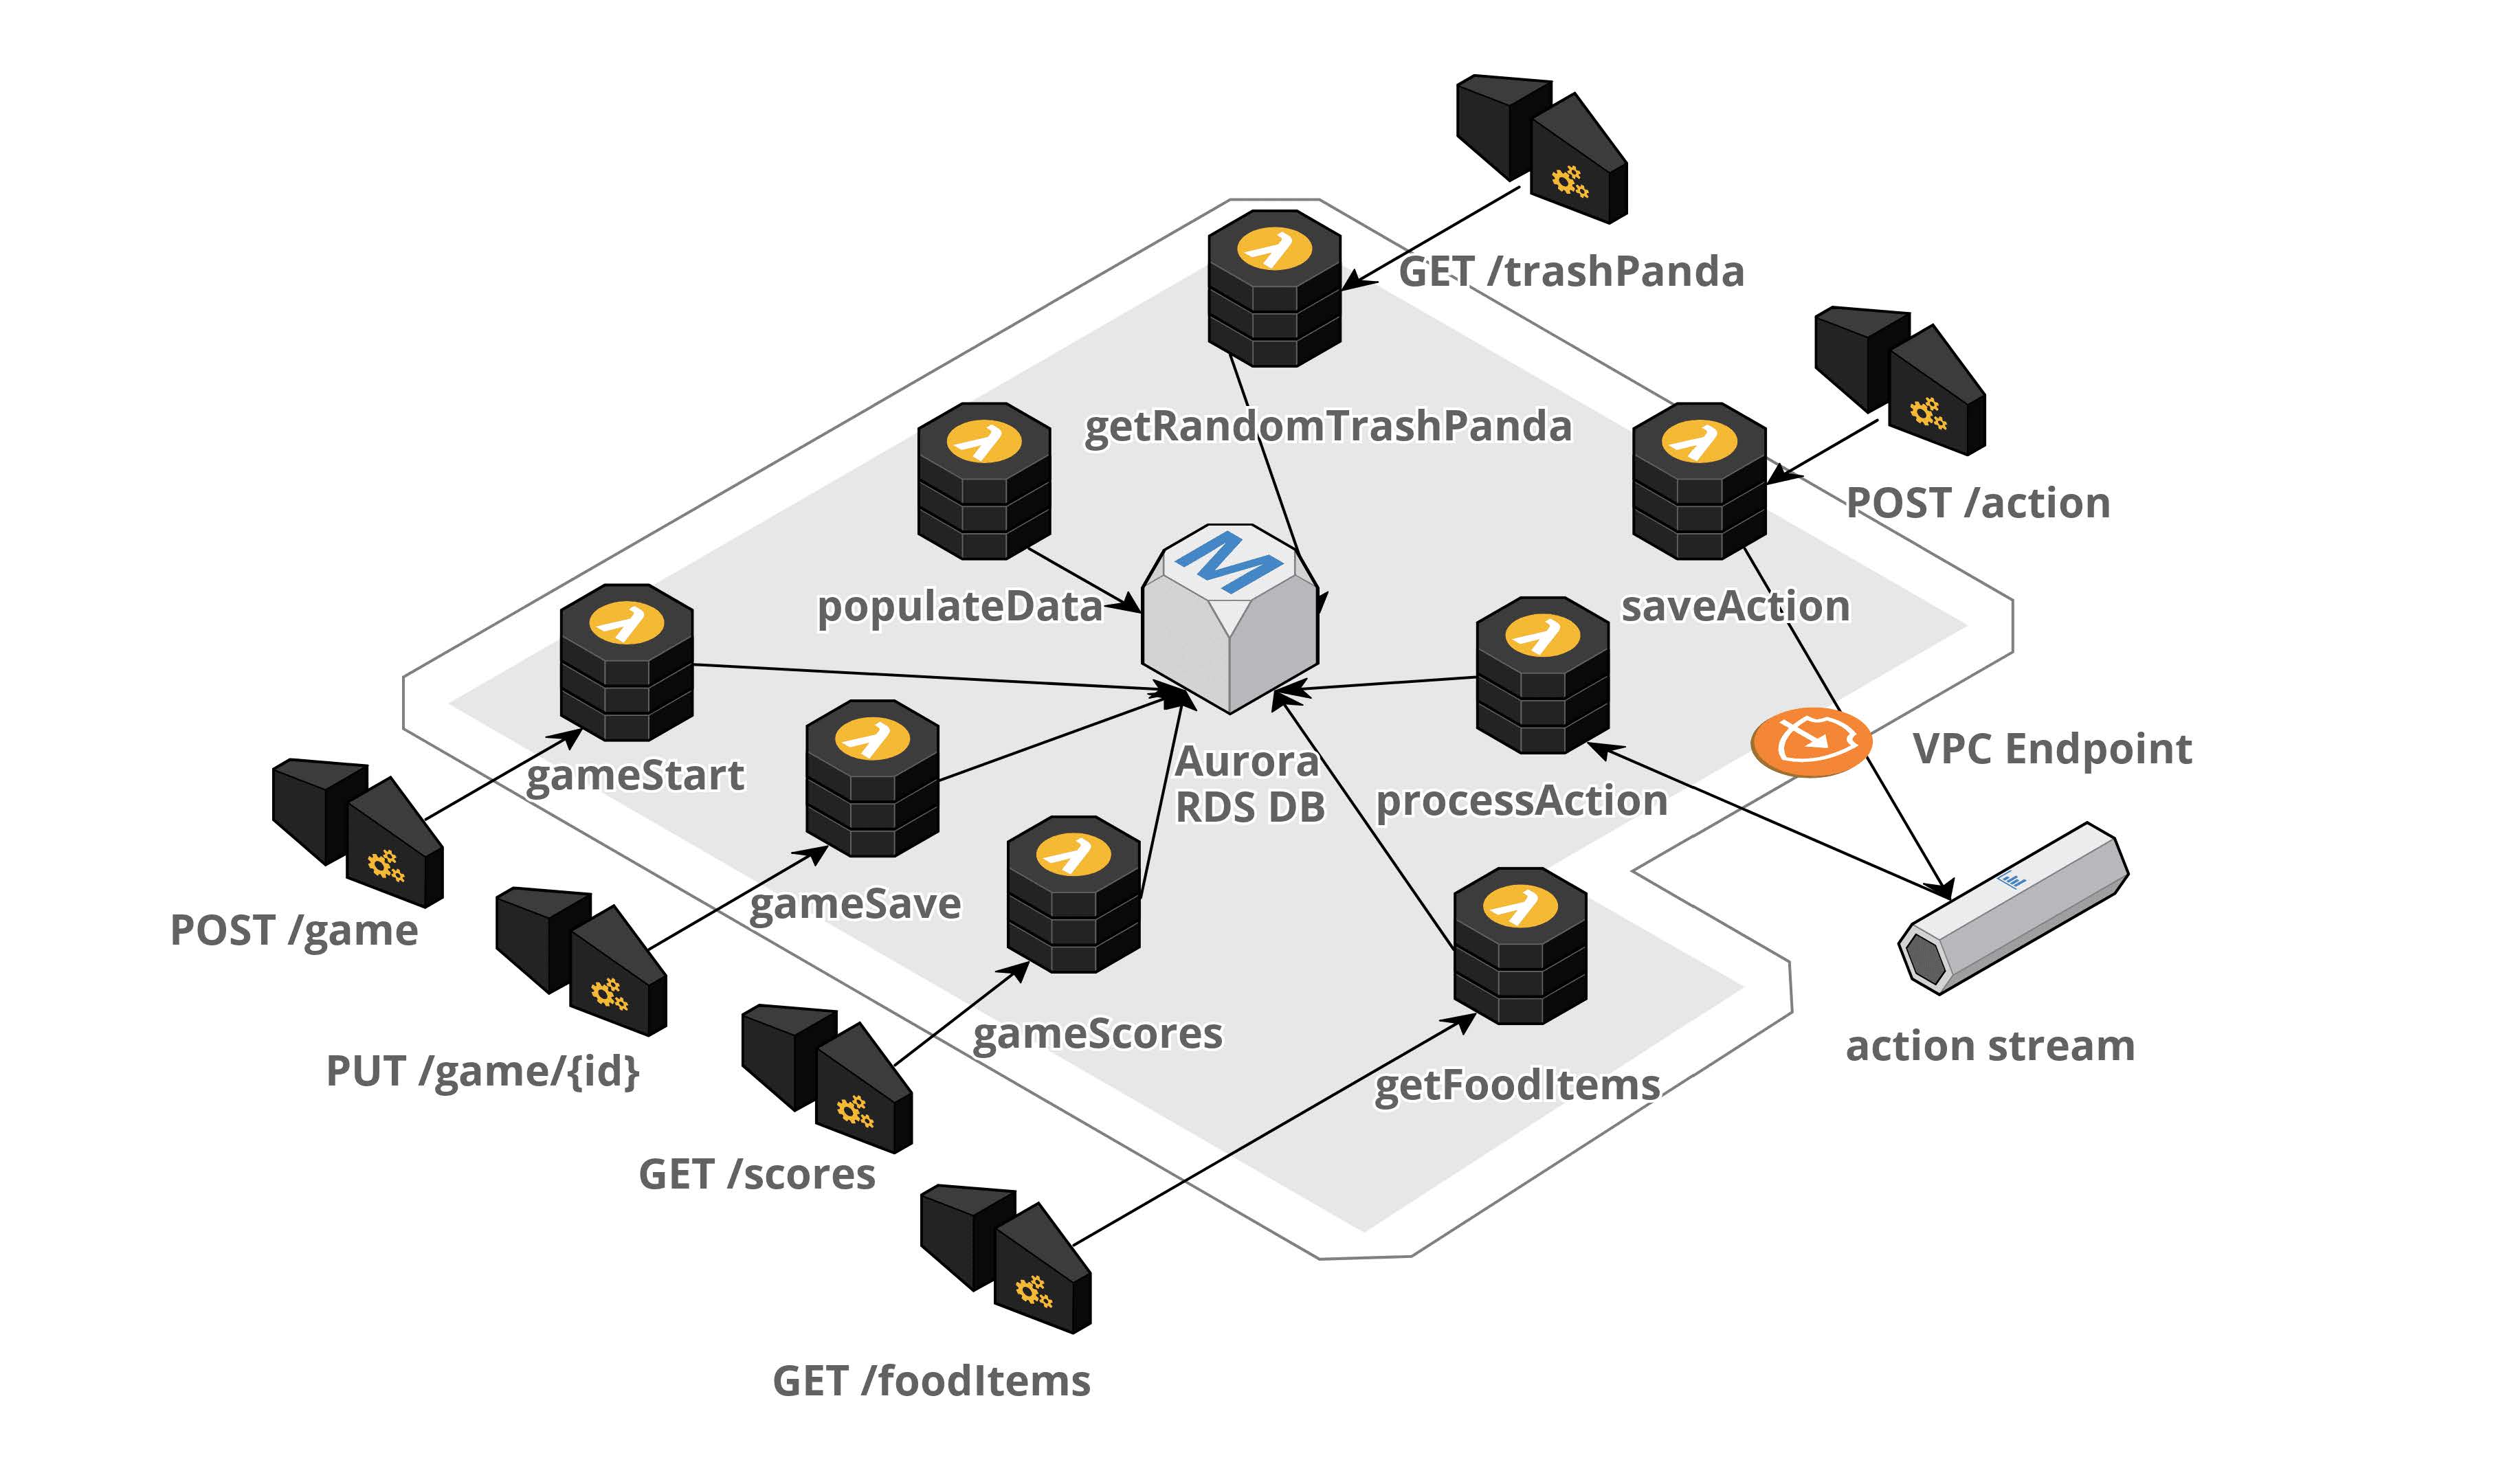 GET /trashPanda
getRandomTrashPanda
POST /action
populateData
saveAction
gameStart
Aurora
RDS DB
VPC Endpoint
processAction
POST /game
gameSave
gameScores
action stream
PUT /game/{id}
getFoodItems
GET /scores
GET /foodItems